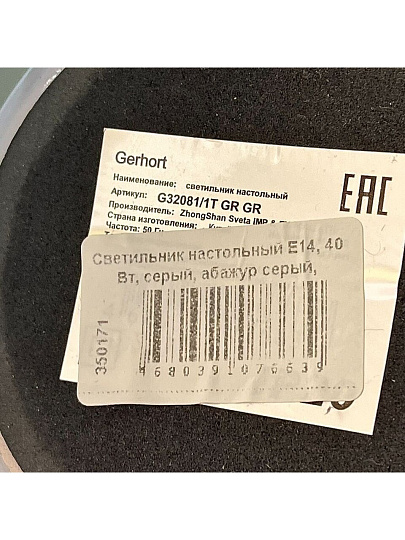 Gerhort
EAC
Наименование: светильник настольный
Артикул: G32081/1T GR GR
Производитель: ZhongShan Sveta IMP &
Страна изготовления:
Частота: 50
Светильник настольный E14, 40
Вт, серый, абажур серый,
350171
4680391076639